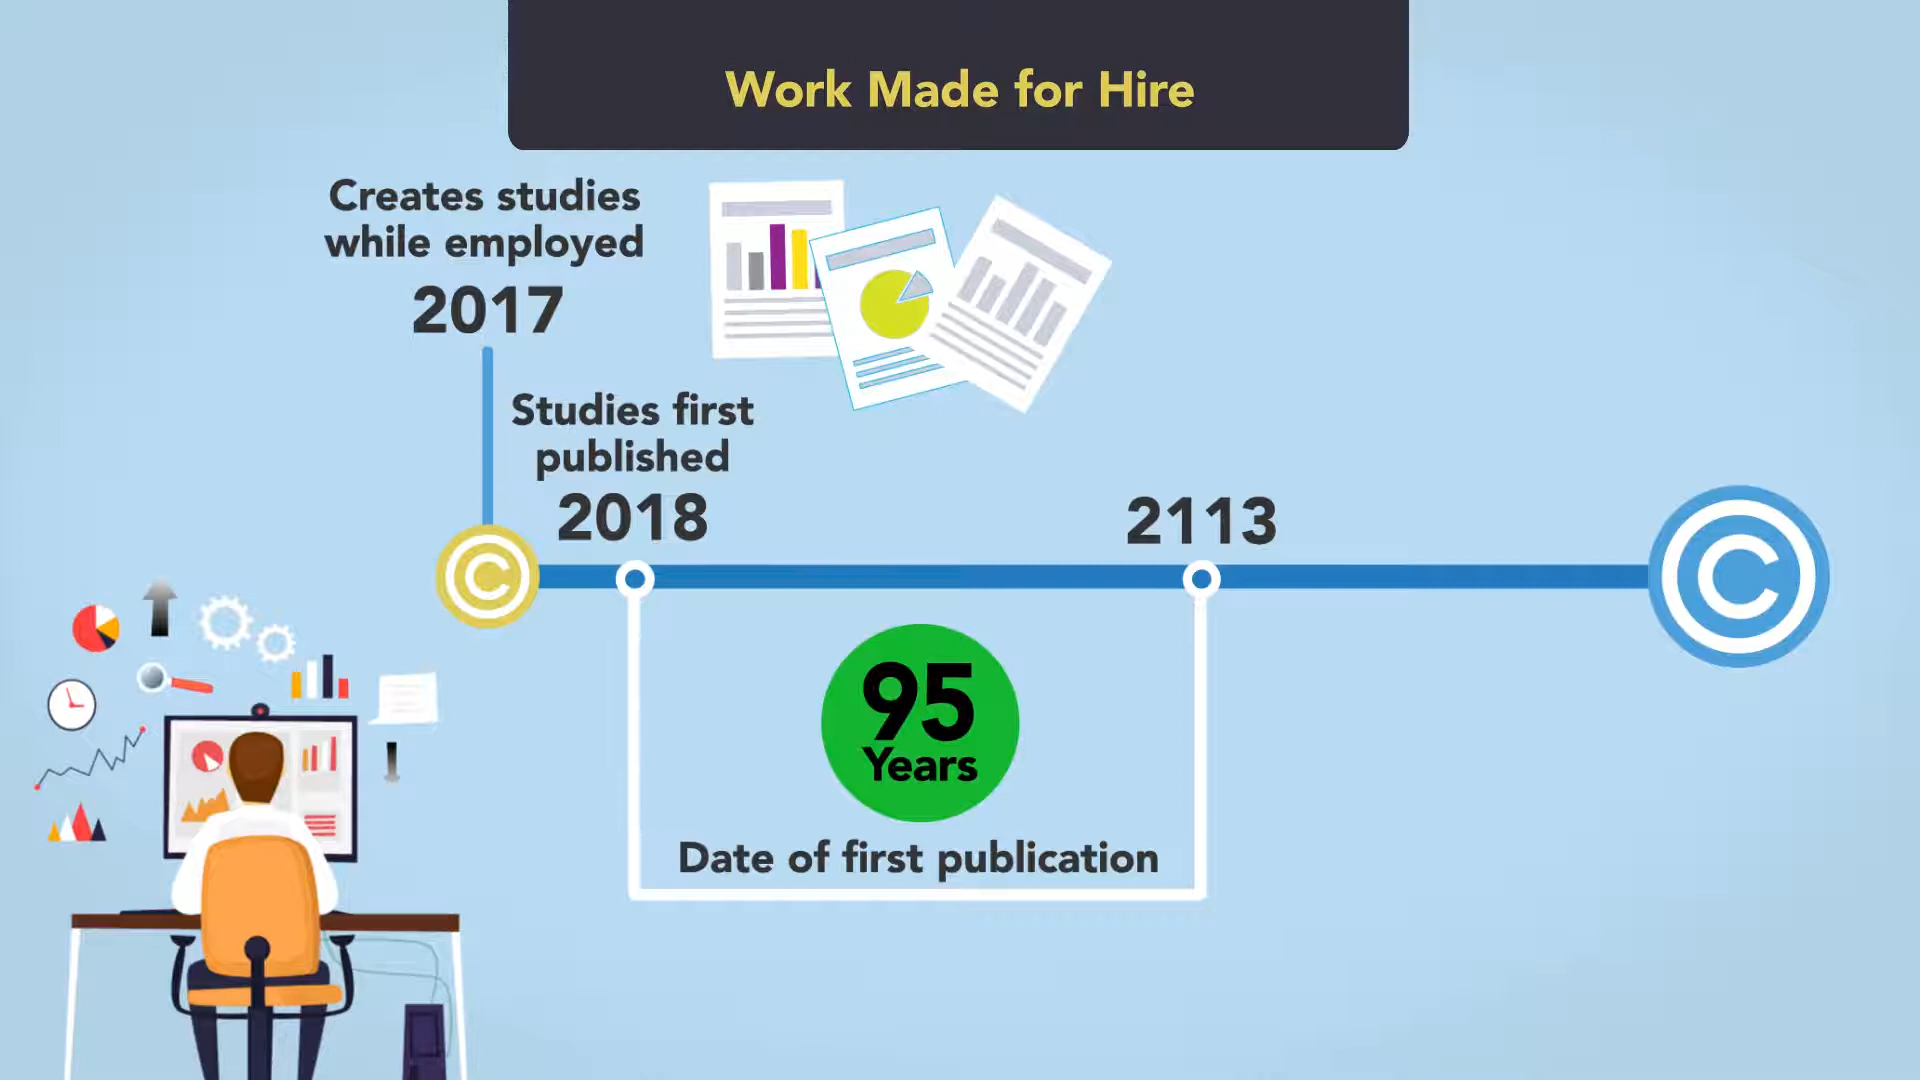 Work Made for Hire
Creates studies
while employed
2017
Studies first
published
2018
2113
95
Years
Date of first publication